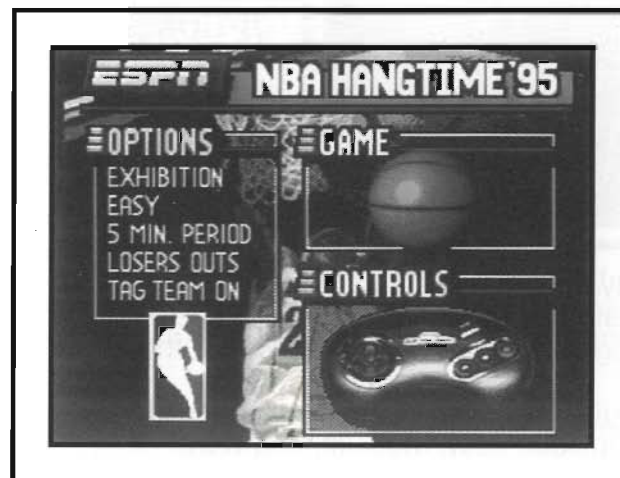 ESPN NBA HANGTIME '95
OPTIONS
EXHIBITION
EASY
5 MIN. PERIOD
LOSERS OUTS
TAG TEAM ON
GAME
CONTROLS